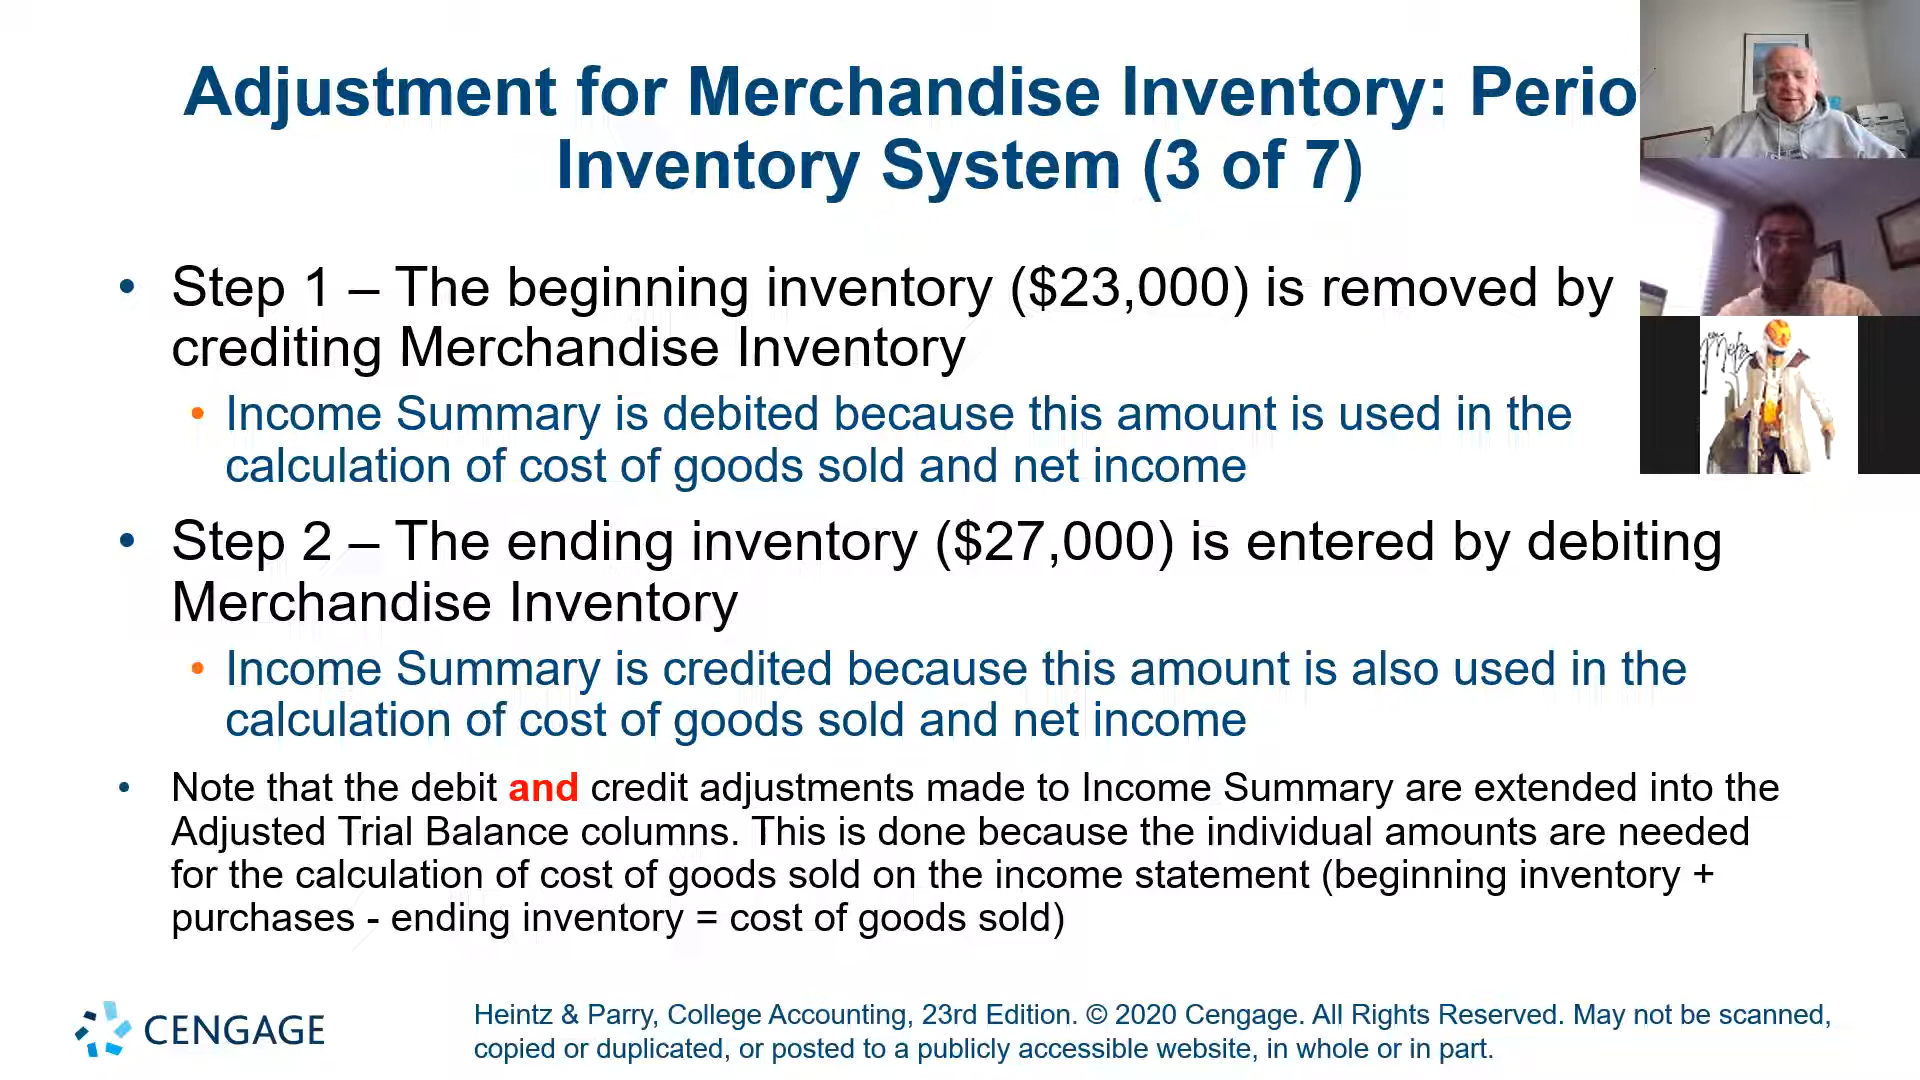 Adjustment for Merchandise Inventory: Perio
Inventory System (3 of 7)
• Step 1 – The beginning inventory ($23,000) is removed by
crediting Merchandise Inventory
• Income Summary is debited because this amount is used in the
calculation of cost of goods sold and net income
• Step 2 – The ending inventory ($27,000) is entered by debiting
Merchandise Inventory
• Income Summary is credited because this amount is also used in the
calculation of cost of goods sold and net income
• Note that the debit and credit adjustments made to Income Summary are extended into the
Adjusted Trial Balance columns. This is done because the individual amounts are needed
for the calculation of cost of goods sold on the income statement (beginning inventory +
purchases - ending inventory = cost of goods sold)
CENGAGE
Heintz & Parry, College Accounting, 23rd Edition. © 2020 Cengage. All Rights Reserved. May not be scanned,
copied or duplicated, or posted to a publicly accessible website, in whole or in part.